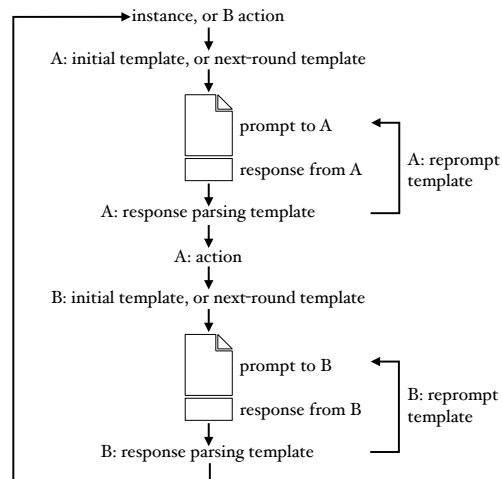 instance, or B action
A: initial template, or next-round template
prompt to A
response from A
A: reprompt
template
A: response parsing template
A: action
B: initial template, or next-round template
prompt to B
response from B
B: reprompt
template
B: response parsing template